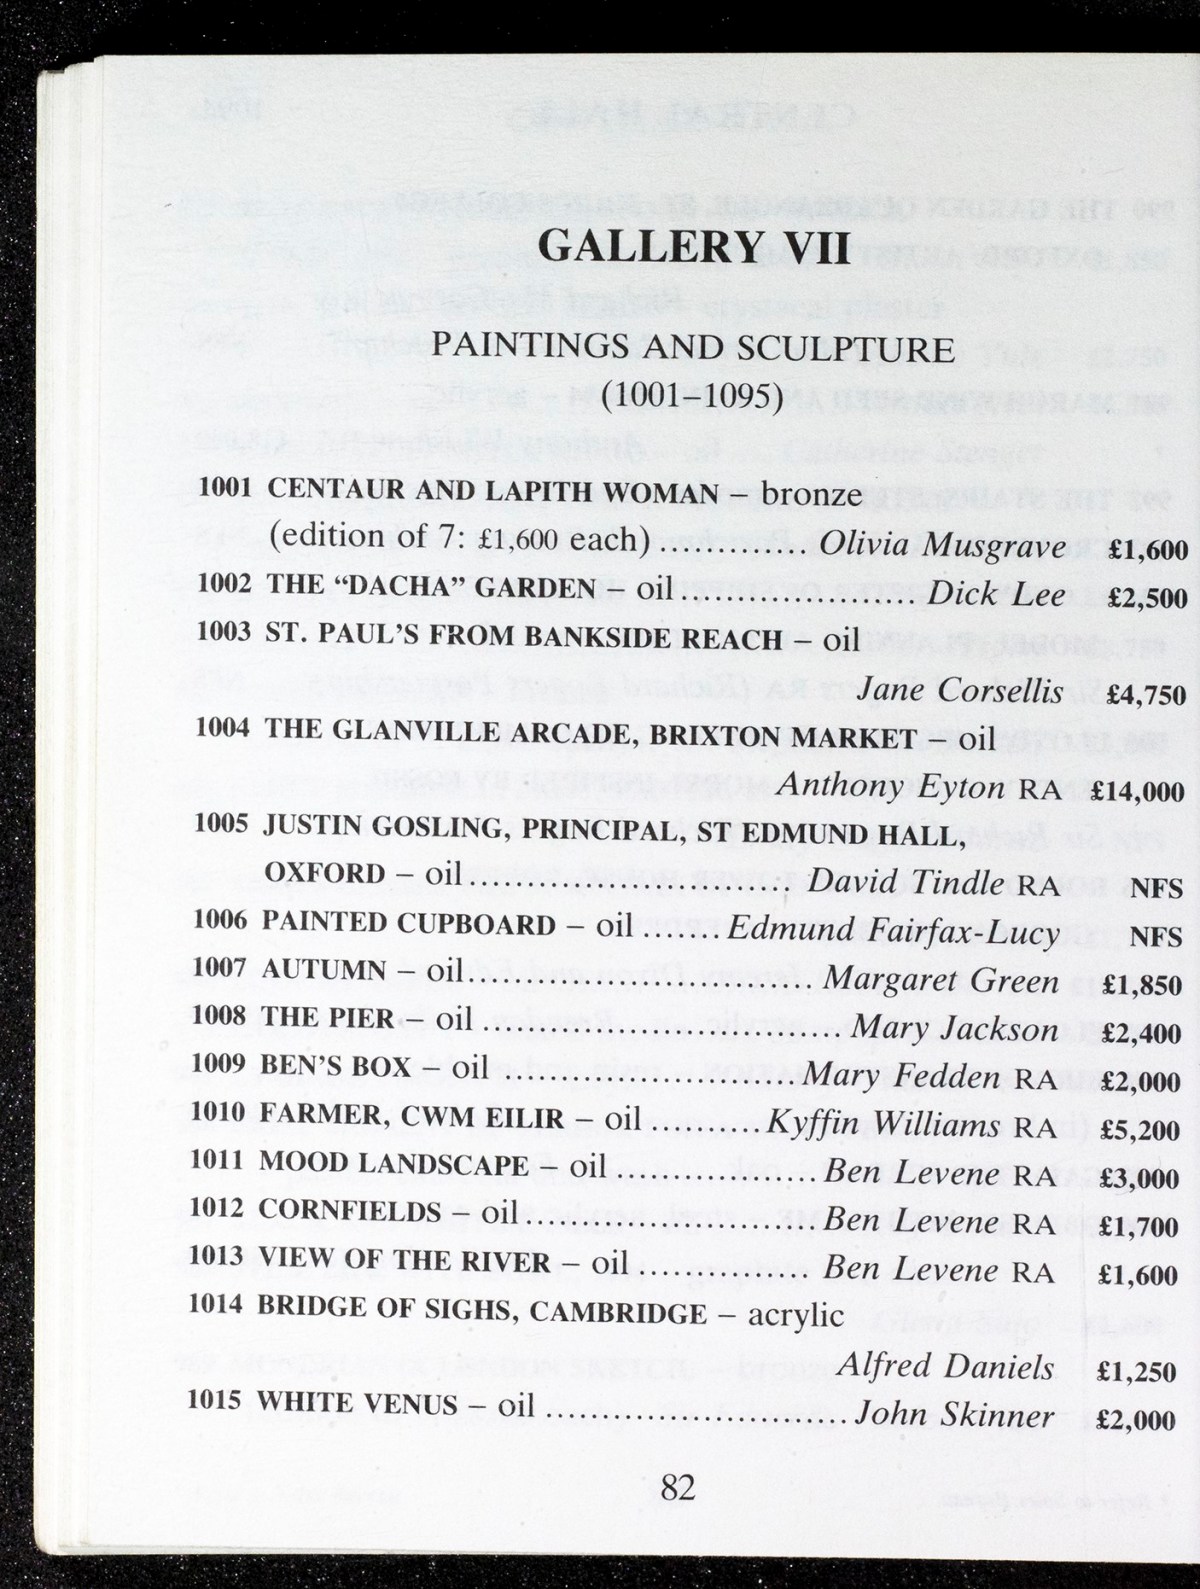 GALLERY VII
PAINTINGS AND SCULPTURE
(1001–1095)
1001 CENTAUR AND LAPITH WOMAN – bronze
(edition of 7: £1,600 each) ............. Olivia Musgrave £1,600
1002 THE “DACHA” GARDEN – oil...................... Dick Lee £2,500
1003 ST. PAUL'S FROM BANKSIDE REACH – oil
Jane Corsellis £4,750
1004 THE GLANVILLE ARCADE, BRIXTON MARKET – oil
Anthony Eyton RA £14,000
1005 JUSTIN GOSLING, PRINCIPAL, ST EDMUND HALL,
OXFORD – oil.............................. David Tindle RA NFS
1006 PAINTED CUPBOARD – oil .......Edmund Fairfax-Lucy NFS
1007 AUTUMN – oil................................ Margaret Green £1,850
1008 THE PIER – oil .................................. Mary Jackson £2,400
1009 BEN'S BOX – oil ...........................Mary Fedden RA £2,000
1010 FARMER, CWM EILIR – oil ..........Kyffin Williams RA £5,200
1011 MOOD LANDSCAPE – oil ................... Ben Levene RA £3,000
1012 CORNFIELDS – oil...........................Ben Levene RA £1,700
1013 VIEW OF THE RIVER – oil ................ Ben Levene RA £1,600
1014 BRIDGE OF SIGHS, CAMBRIDGE – acrylic
Alfred Daniels £1,250
1015 WHITE VENUS – oil ............................John Skinner £2,000
82